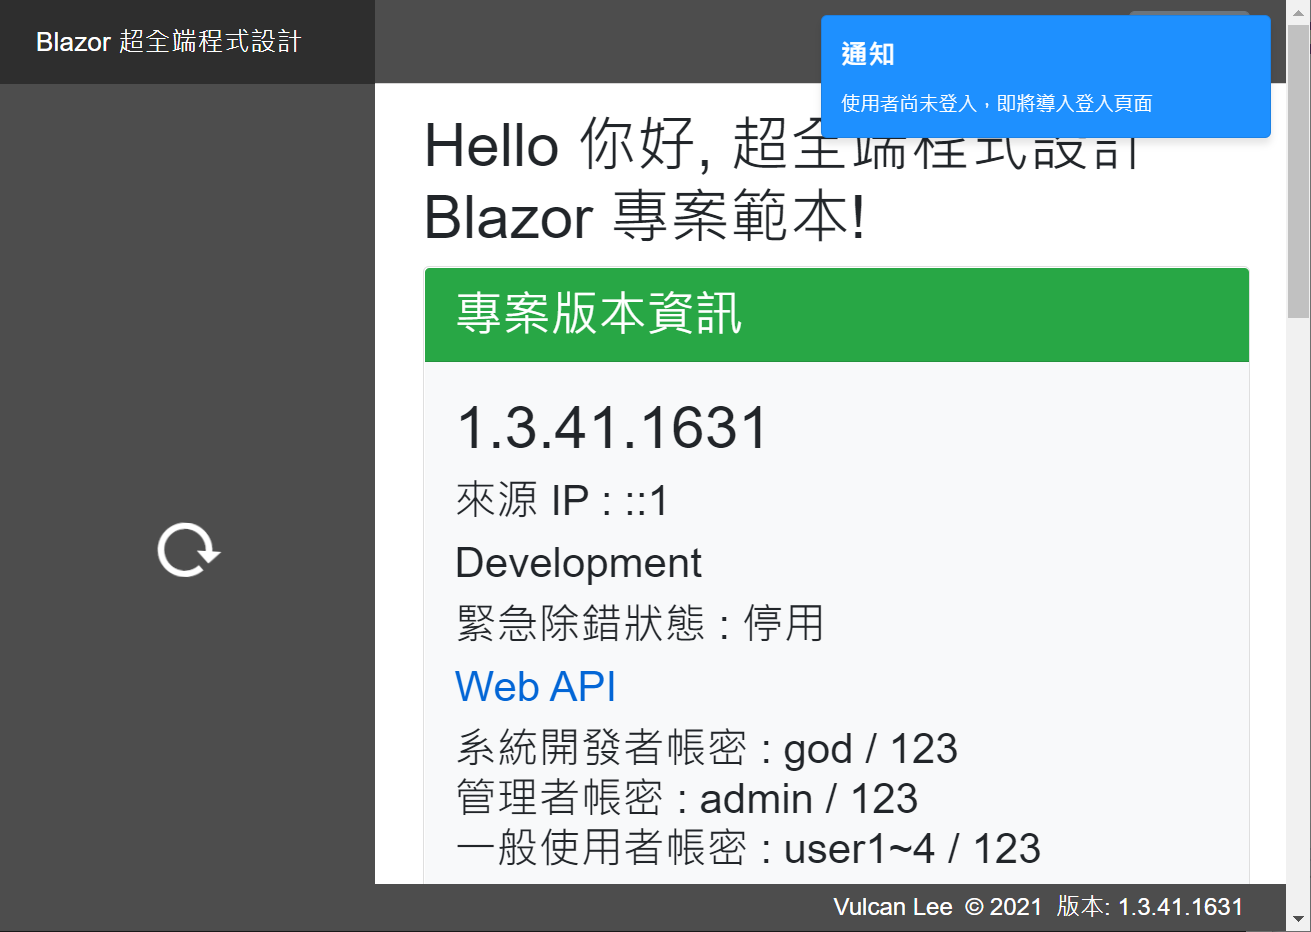 Blazor 超全端程式設計
通知
使用者尚未登入，即將導入登入頁面
Hello 你好, 超全端程式設計
Blazor 專案範本!
專案版本資訊
1.3.41.1631
來源 IP : ::1
Development
緊急除錯狀態 : 停用
Web API
系統開發者帳密 : god / 123
管理者帳密 : admin / 123
一般使用者帳密 : user1~4 / 123
Vulcan Lee © 2021 版本: 1.3.41.1631